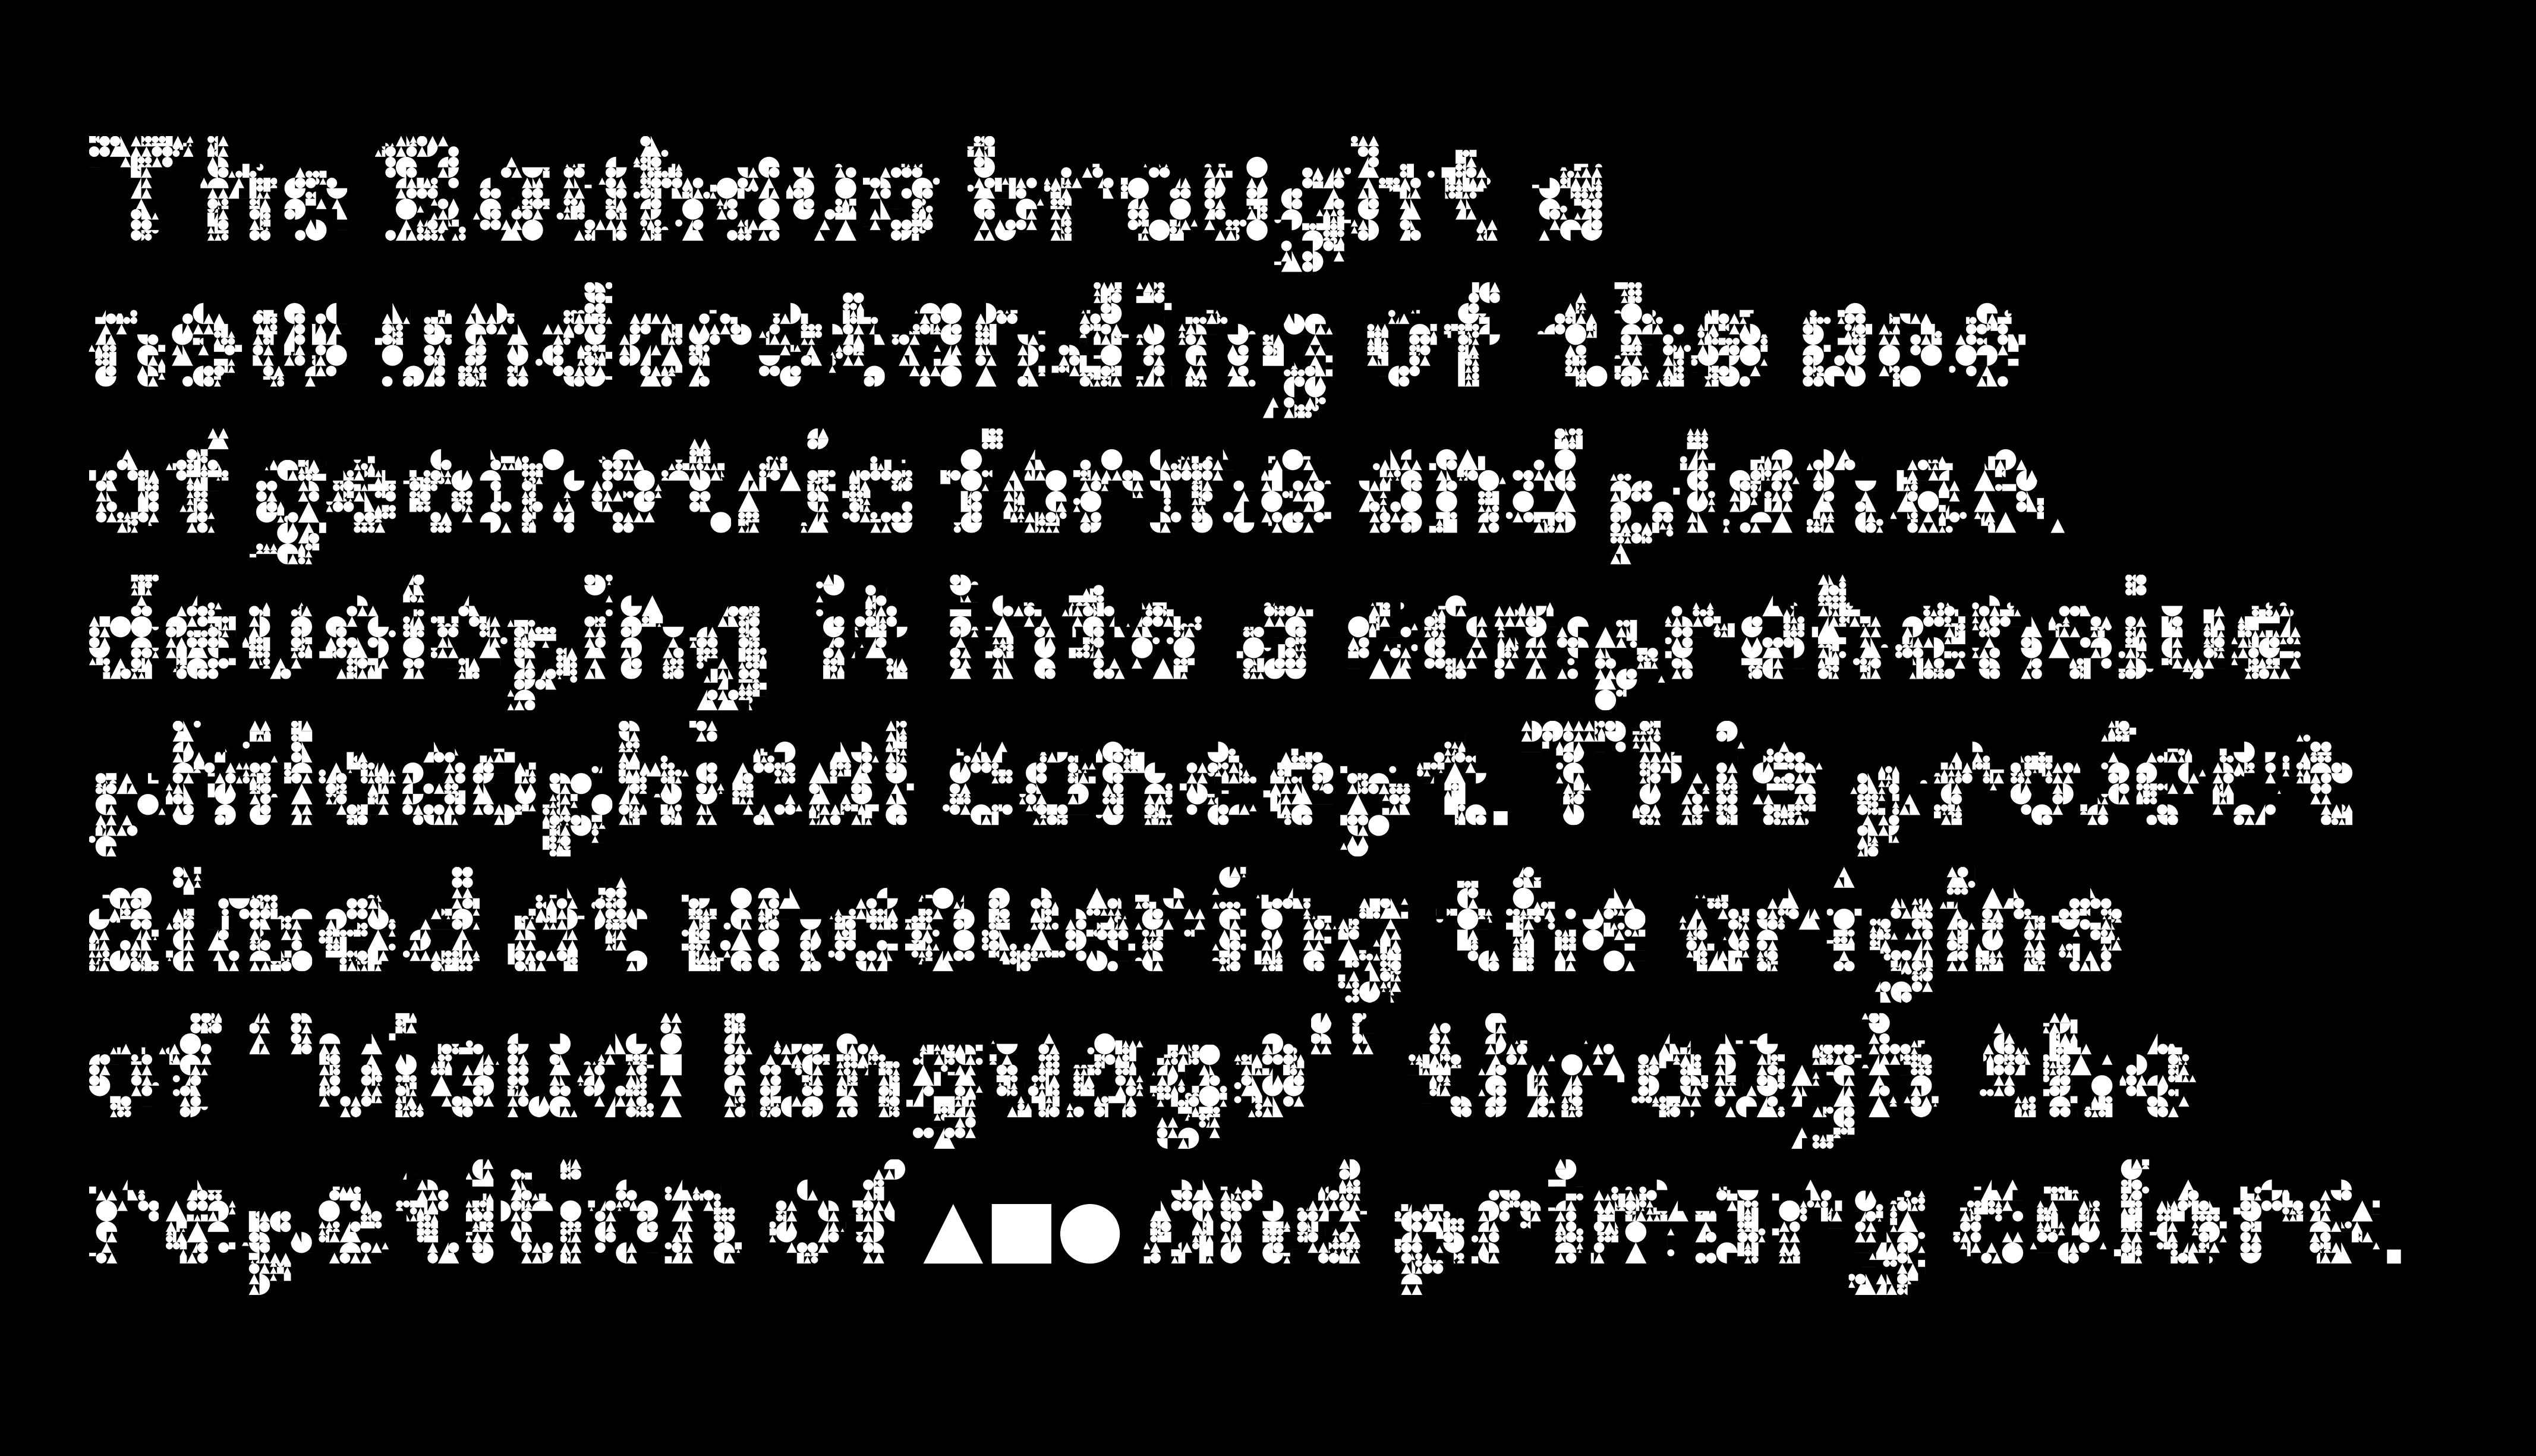 The Bauhaus brought a
new understanding of the use
of geometric forms and planes,
developing it into a comprehensive
philosophical concept. This project
aimed at uncovering the origins
of "visual language" through the
repetition of ▲■● and primary colors.